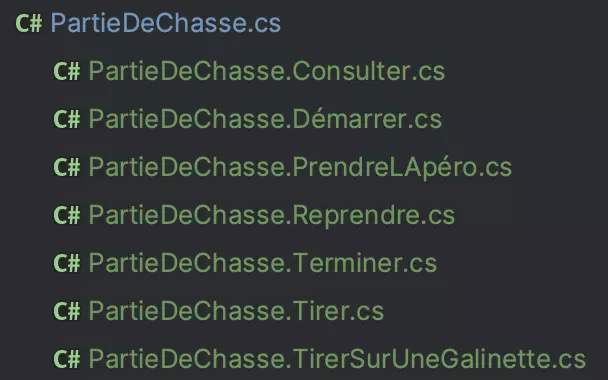 C# PartieDeChasse.cs
C# PartieDeChasse.Consulter.cs
C# PartieDeChasse.Démarrer.cs
C# PartieDeChasse.PrendreLApéro.cs
C# PartieDeChasse.Reprendre.cs
C# PartieDeChasse.Terminer.cs
C# PartieDeChasse.Tirer.cs
C# PartieDeChasse.TirerSurUneGalinette.cs